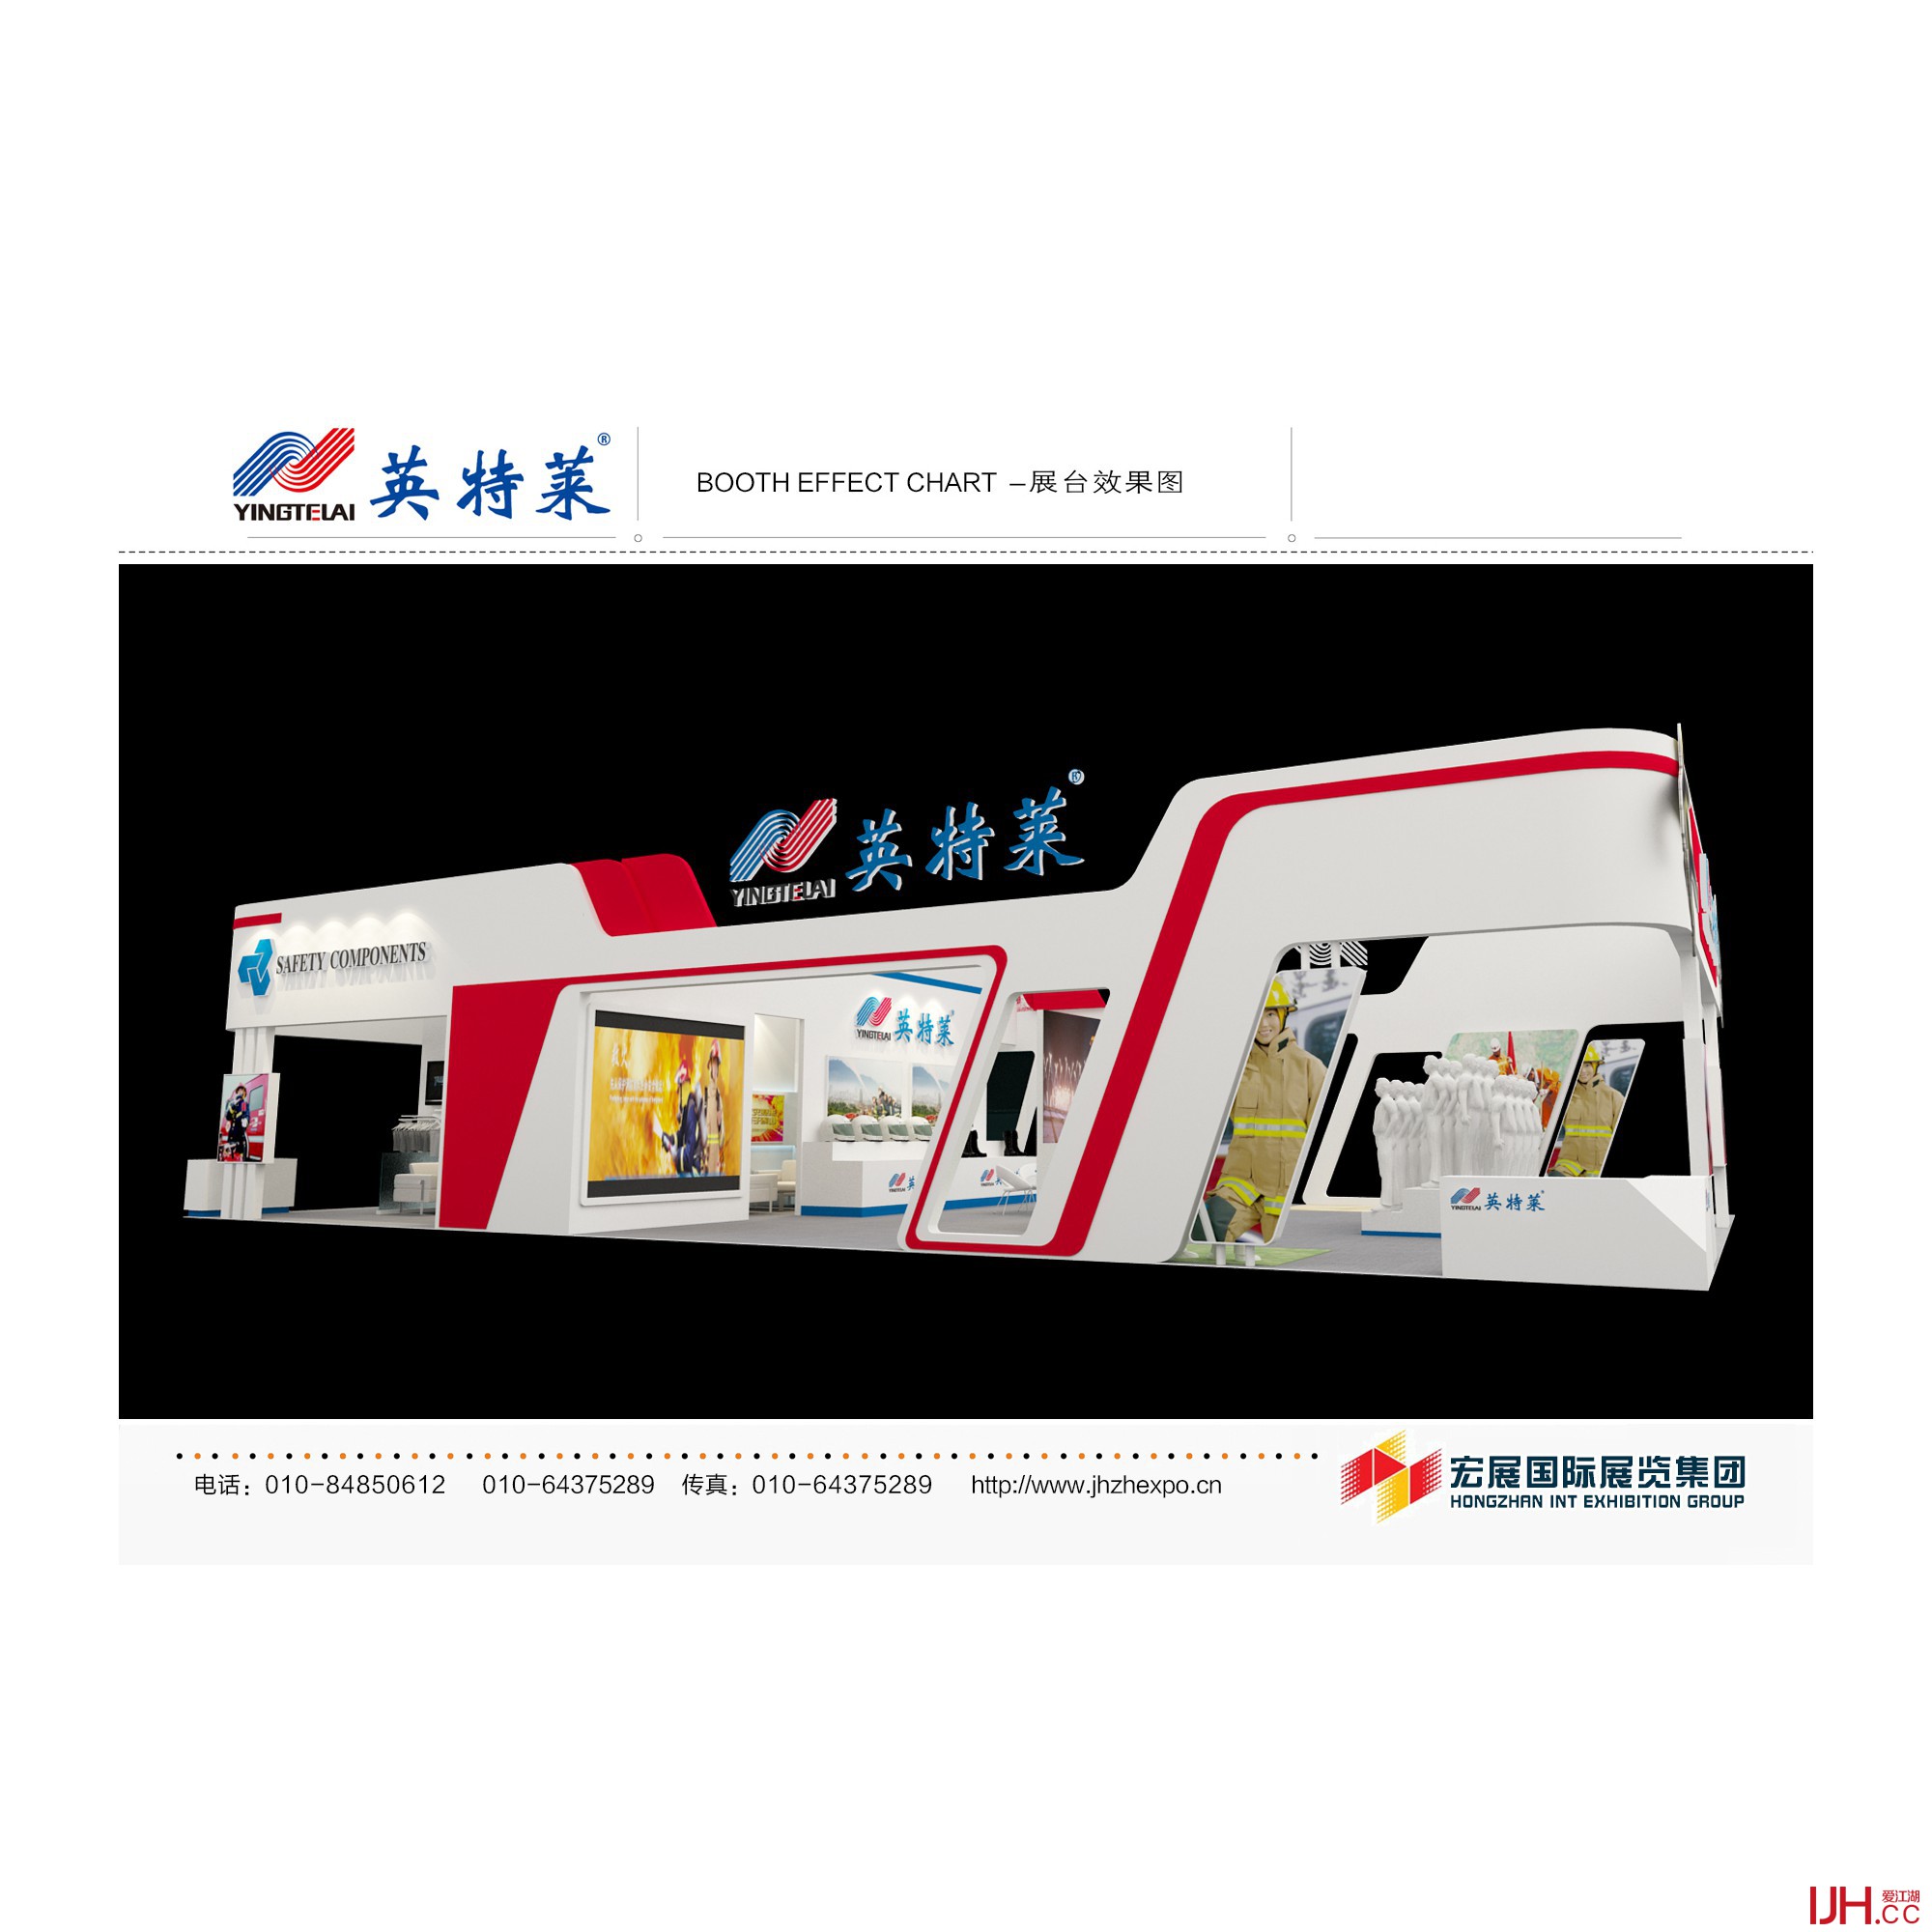 英特莱®
YINGTELAI
BOOTH EFFECT CHART –展台效果图
英特莱®
YINGTELAI
SAFETY COMPONENTS
YINGTELAI 英特莱
英特莱
YINGTELAI 英特莱
电话：010-84850612 010-64375289 传真：010-64375289 http://www.jhzhexpo.cn
宏展国际展览集团
HONGZHAN INT EXHIBITION GROUP
IJH.CC 爱江湖